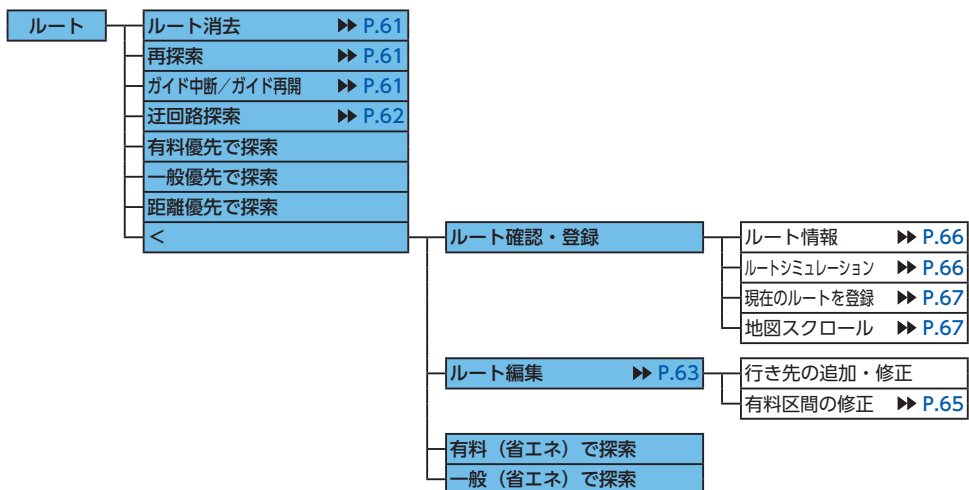 ルート
ルート消去 ▶▶ P.61
再探索 ▶▶ P.61
ガイド中断／ガイド再開 ▶▶ P.61
迂回路探索 ▶▶ P.62
有料優先で探索
一般優先で探索
距離優先で探索
＜
ルート確認・登録
ルート情報 ▶▶ P.66
ルートシミュレーション ▶▶ P.66
現在のルートを登録 ▶▶ P.67
地図スクロール ▶▶ P.67
ルート編集 ▶▶ P.63
行き先の追加・修正
有料区間の修正 ▶▶ P.65
有料（省エネ）で探索
一般（省エネ）で探索